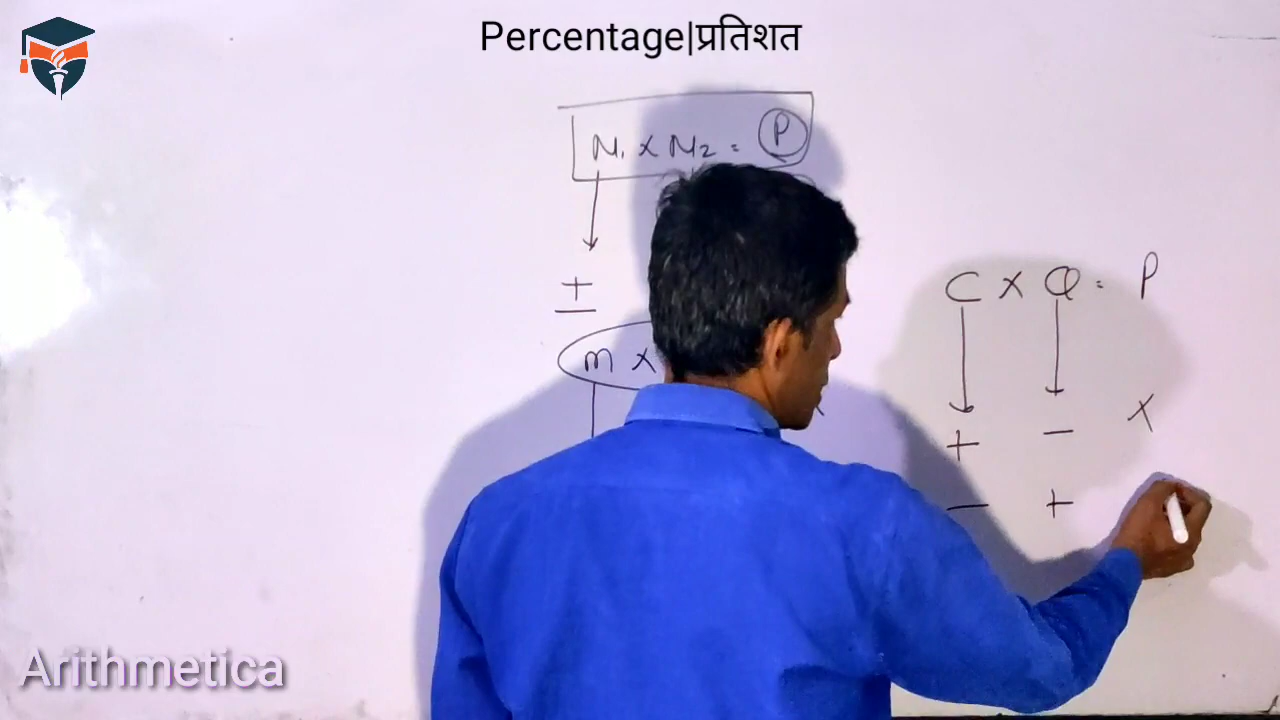 Percentage|प्रतिशत
N₁ x N₂ = P
±
m x
C x Q = P
+ - x
- +
Arithmetica